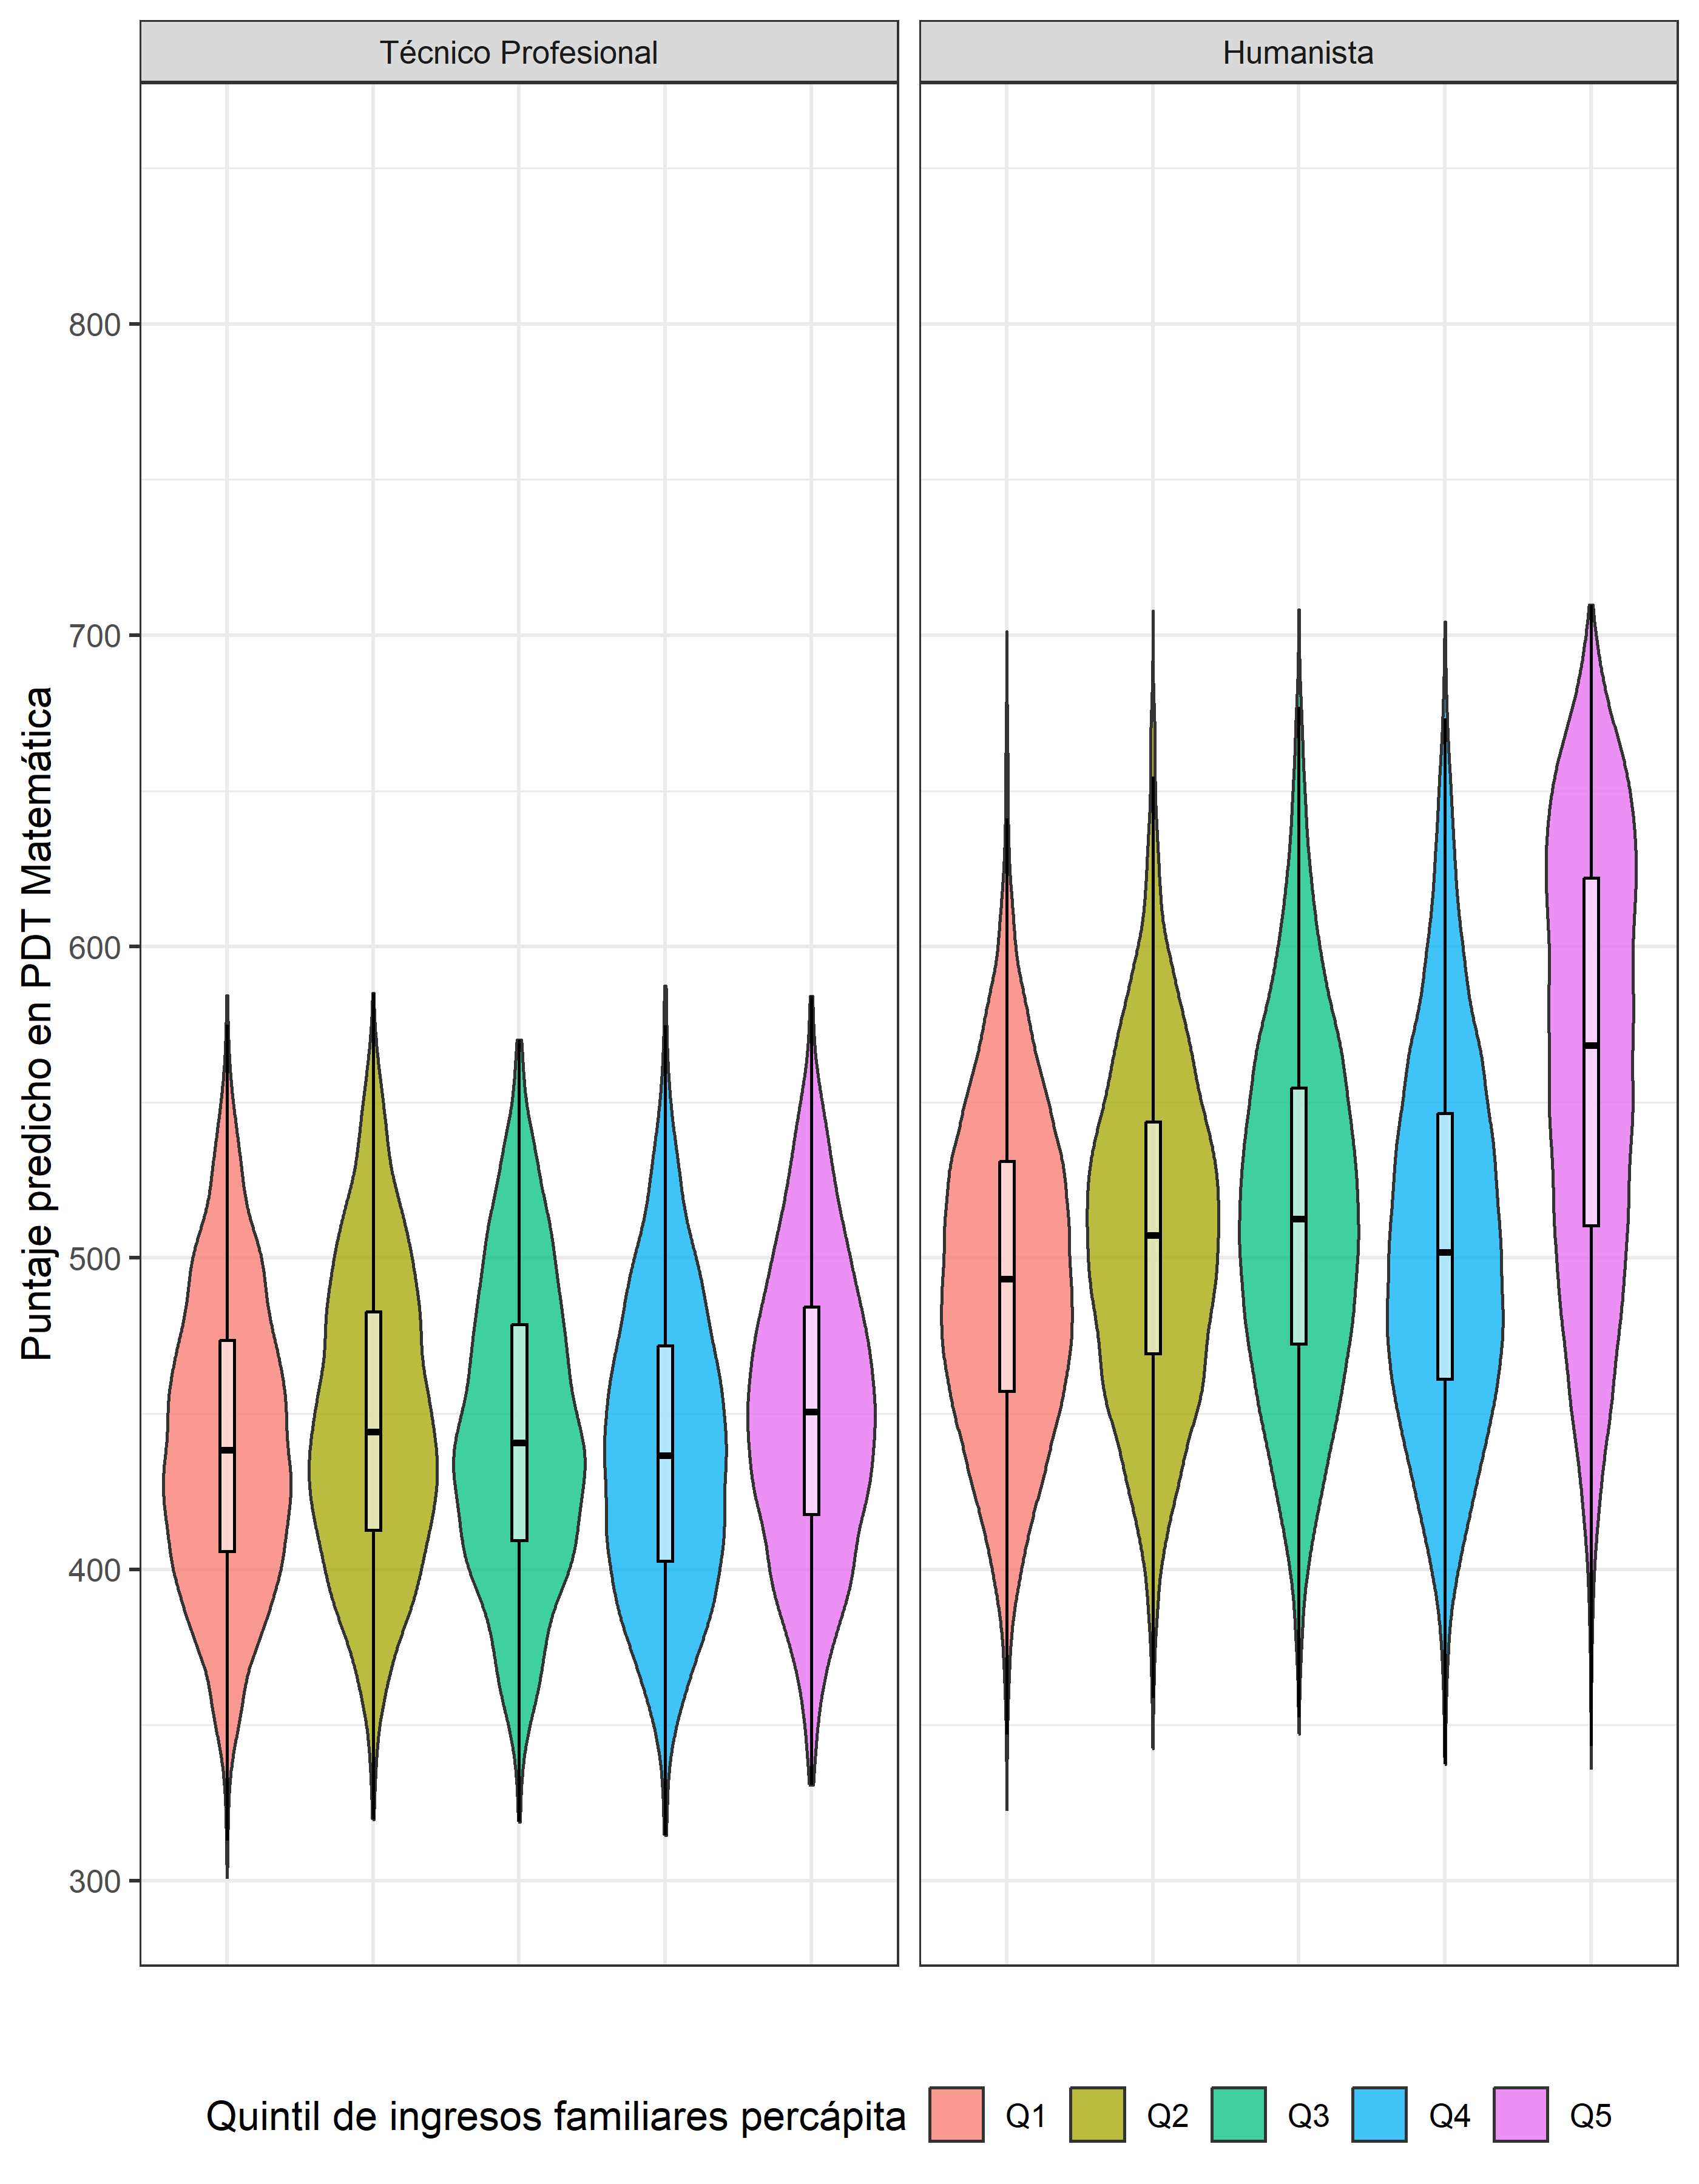 Técnico Profesional
Humanista
Puntaje predicho en PDT Matemática
800
700
600
500
400
300
Quintil de ingresos familiares percápita
Q1
Q2
Q3
Q4
Q5